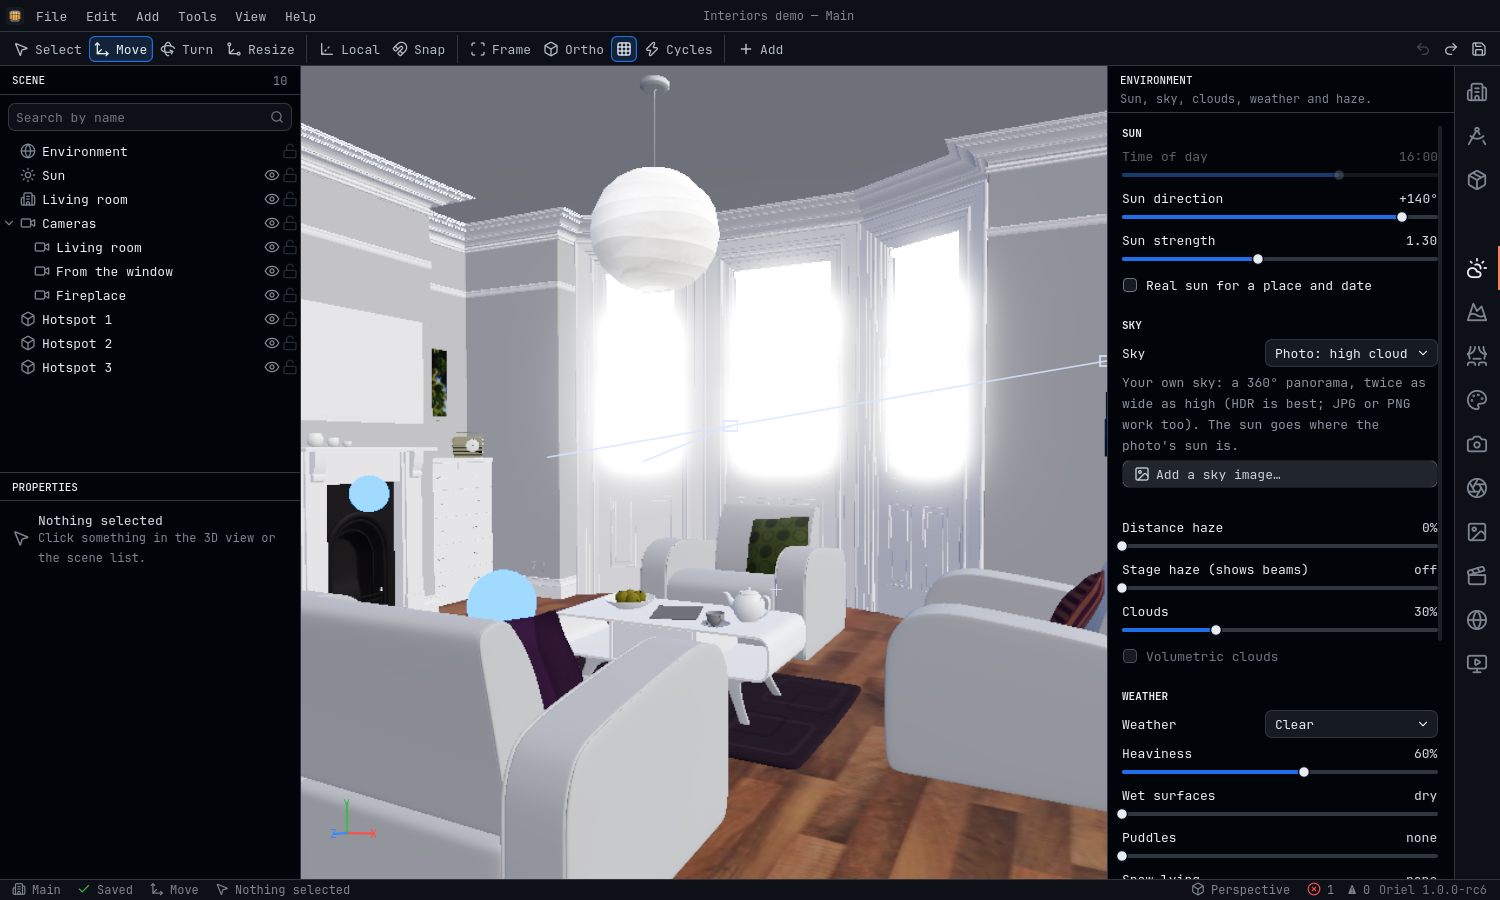 File Edit Add Tools View Help
Interiors demo — Main
Select Move Turn Resize Local Snap Frame Ortho Cycles Add
SCENE 10
Search by name
Environment
Sun
Living room
Cameras
Living room
From the window
Fireplace
Hotspot 1
Hotspot 2
Hotspot 3
PROPERTIES
Nothing selected
Click something in the 3D view or
the scene list.
Y
Z X
ENVIRONMENT
Sun, sky, clouds, weather and haze.
SUN
Time of day 16:00
Sun direction +140°
Sun strength 1.30
Real sun for a place and date
SKY
Sky Photo: high cloud
Your own sky: a 360° panorama, twice as
wide as high (HDR is best; JPG or PNG
work too). The sun goes where the
photo's sun is.
Add a sky image…
Distance haze 0%
Stage haze (shows beams) off
Clouds 30%
Volumetric clouds
WEATHER
Weather Clear
Heaviness 60%
Wet surfaces dry
Puddles none
Snow lying none
Main Saved Move Nothing selected
Perspective 1 0 Oriel 1.0.0-rc6